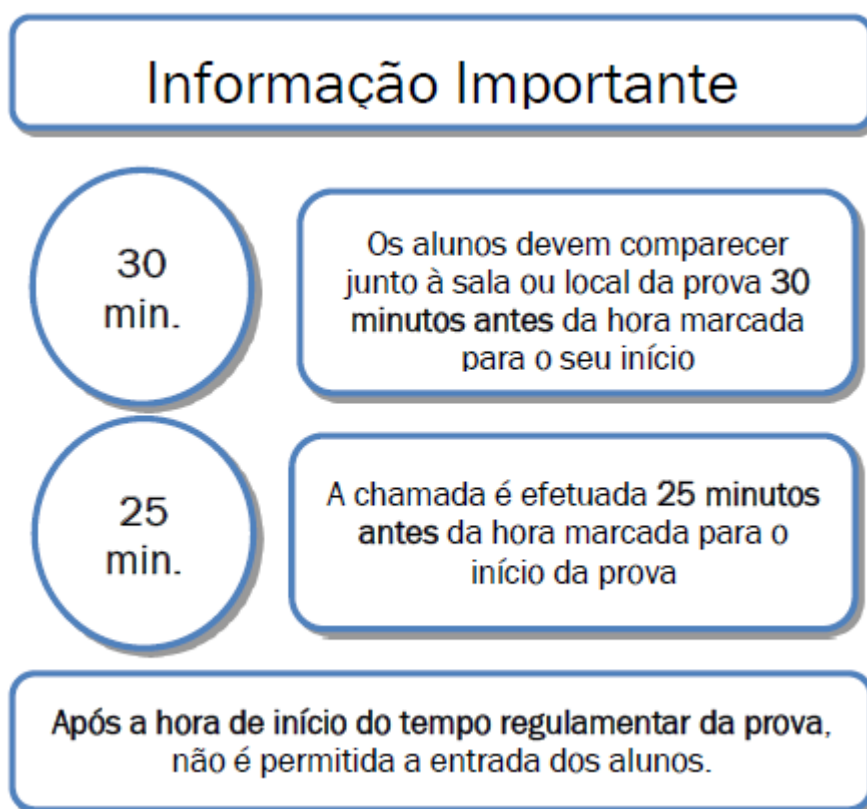 Informação Importante
30
min.
Os alunos devem comparecer
junto à sala ou local da prova 30
minutos antes da hora marcada
para o seu início
25
min.
A chamada é efetuada 25 minutos
antes da hora marcada para o
início da prova
Após a hora de início do tempo regulamentar da prova,
não é permitida a entrada dos alunos.